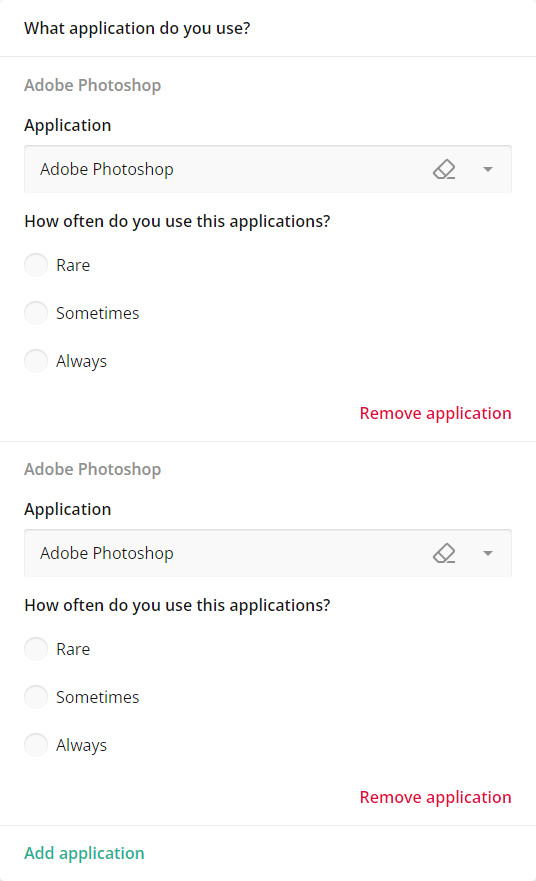 What application do you use?
Adobe Photoshop
Application
Adobe Photoshop
How often do you use this applications?
Rare
Sometimes
Always
Remove application
Adobe Photoshop
Application
Adobe Photoshop
How often do you use this applications?
Rare
Sometimes
Always
Remove application
Add application